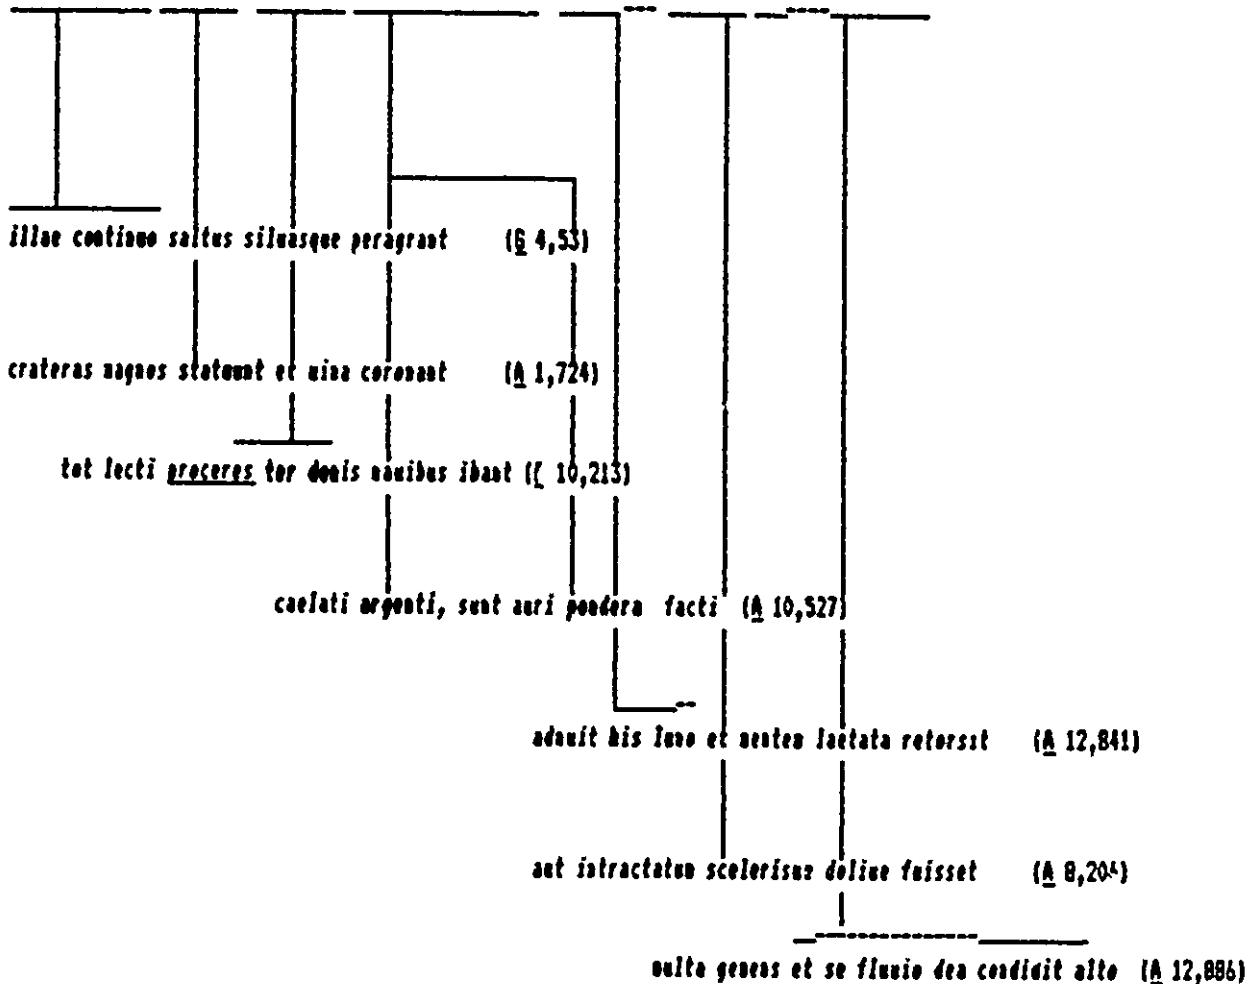 illae continuo saltus siluasque peragrant (G 4,53)
crateras magnos statuunt et uina coronant (A 1,724)
tot lecti proceres ter denis nauibus ibant (C 10,213)
caelati argenti, sunt auri pondera facti (A 10,527)
adnuit his Iuno et mentem laetata retorsit (A 12,841)
aut intractatum scelerisue doliue fuisset (A 8,206)
multa gemens et se fluuio dea condidit alto (A 12,886)